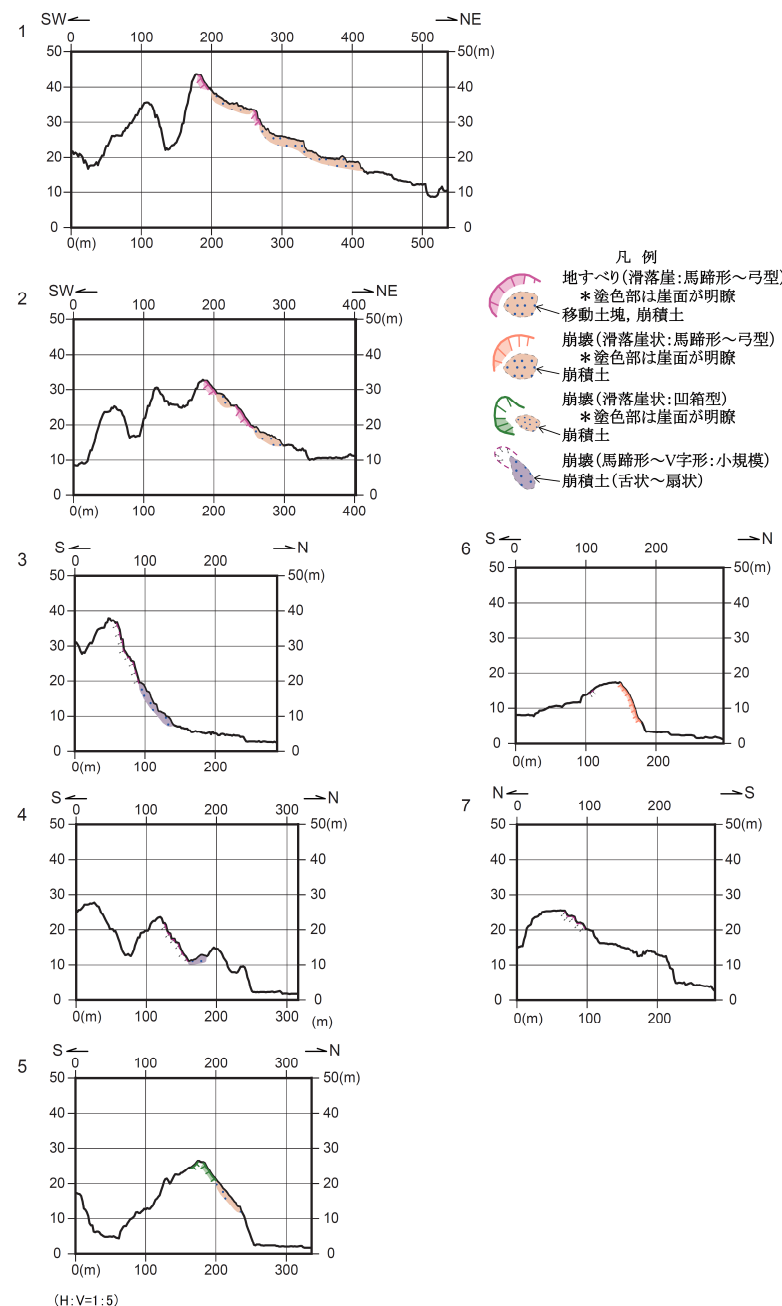 1
SW NE
0 100 200 300 400 500
50 50(m)
40 40
30 30
20 20
10 10
0 0
0(m) 100 200 300 400 500
凡 例
地すべり(滑落崖:馬蹄形~弓型)
*塗色部は崖面が明瞭
移動土塊, 崩積土
崩壊(滑落崖状:馬蹄形~弓型)
*塗色部は崖面が明瞭
崩積土
崩壊(滑落崖状:凹箱型)
*塗色部は崖面が明瞭
崩積土
崩壊(馬蹄形~V字形:小規模)
崩積土(舌状~扇状)
2
SW NE
0 100 200 300 400
50 50(m)
40 40
30 30
20 20
10 10
0 0
0(m) 100 200 300 400
3
S N
0 100 200
50 50(m)
40 40
30 30
20 20
10 10
0 0
0(m) 100 200
4
S N
0 100 200 300
50 50(m)
40 40
30 30
20 20
10 10
0 0
0(m) 100 200 300 (m)
5
S N
0 100 200 300
50 50(m)
40 40
30 30
20 20
10 10
0 0
0(m) 100 200 300
6
S N
0 200
50 50(m)
40 40
30 30
20 20
10 10
0 0
0(m) 100 200
7
N S
0 100 200
50 50(m)
40 40
30 30
20 20
10 10
0 0
0(m) 100 200
(H:V=1:5)